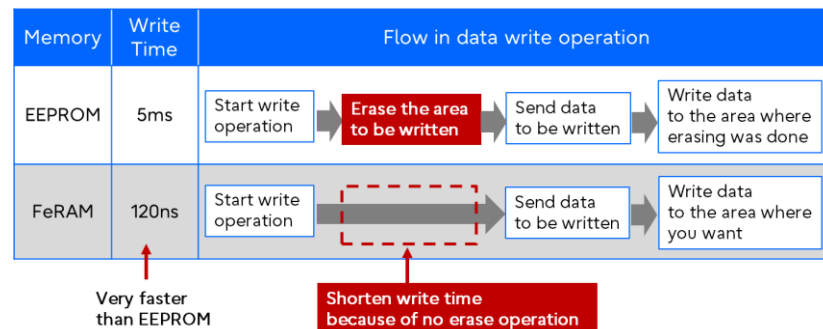 Memory
Write
Time
Flow in data write operation
EEPROM
5ms
Start write
operation
Erase the area
to be written
Send data
to be written
Write data
to the area where
erasing was done
FeRAM
120ns
Start write
operation
Send data
to be written
Write data
to the area where
you want
Very faster
than EEPROM
Shorten write time
because of no erase operation